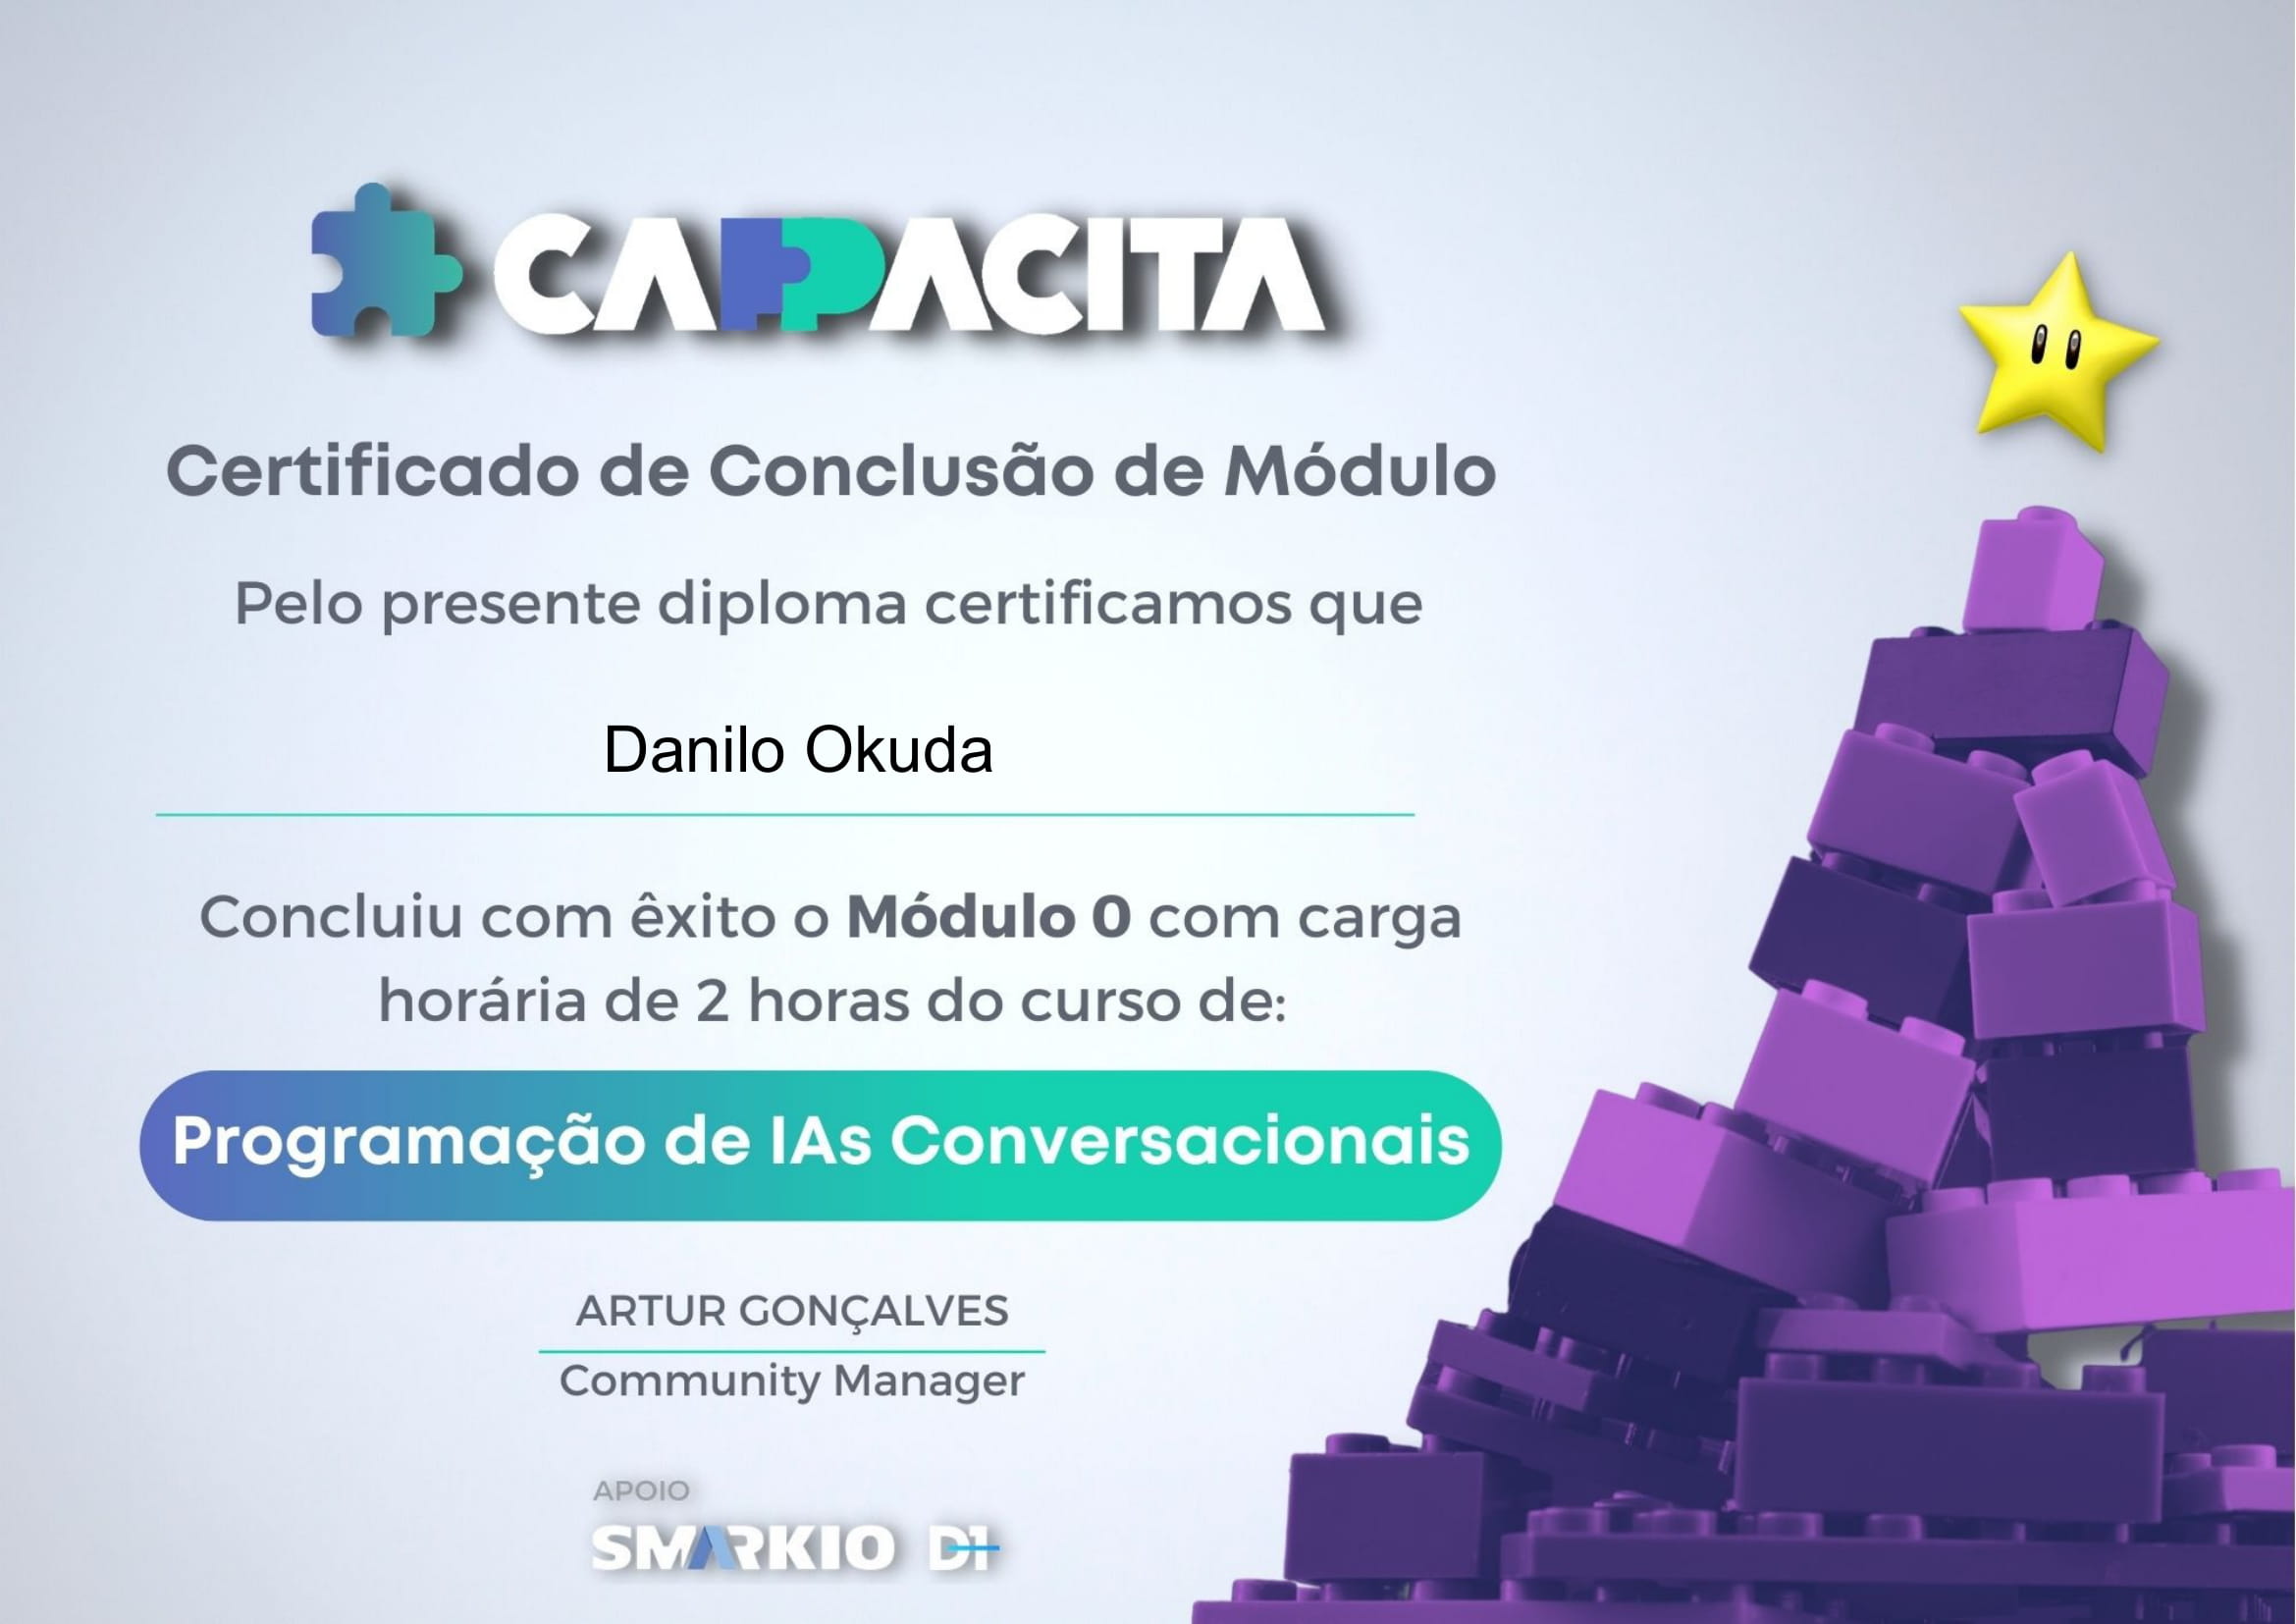 CAPPACITA
Certificado de Conclusão de Módulo
Pelo presente diploma certificamos que
Danilo Okuda
Concluiu com êxito o Módulo 0 com carga
horária de 2 horas do curso de:
Programação de IAs Conversacionais
ARTUR GONÇALVES
Community Manager
APOIO
SMARKIO D1